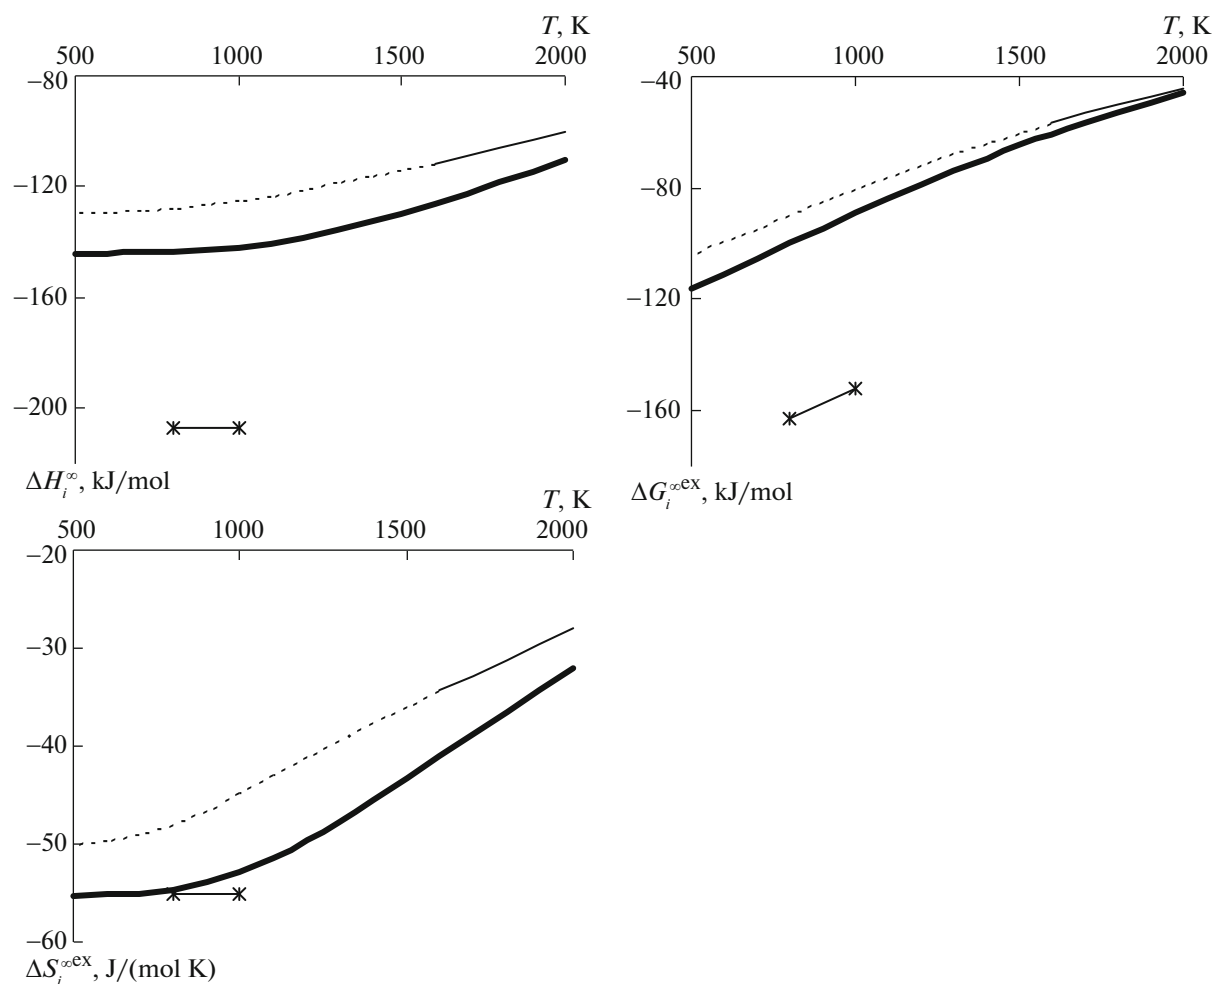 T, K
500 1000 1500 2000
−80
−120
−160
−200
ΔH_i^∞, kJ/mol
T, K
500 1000 1500 2000
−40
−80
−120
−160
ΔG_i^∞ex, kJ/mol
T, K
500 1000 1500 2000
−20
−30
−40
−50
−60
ΔS_i^∞ex, J/(mol K)